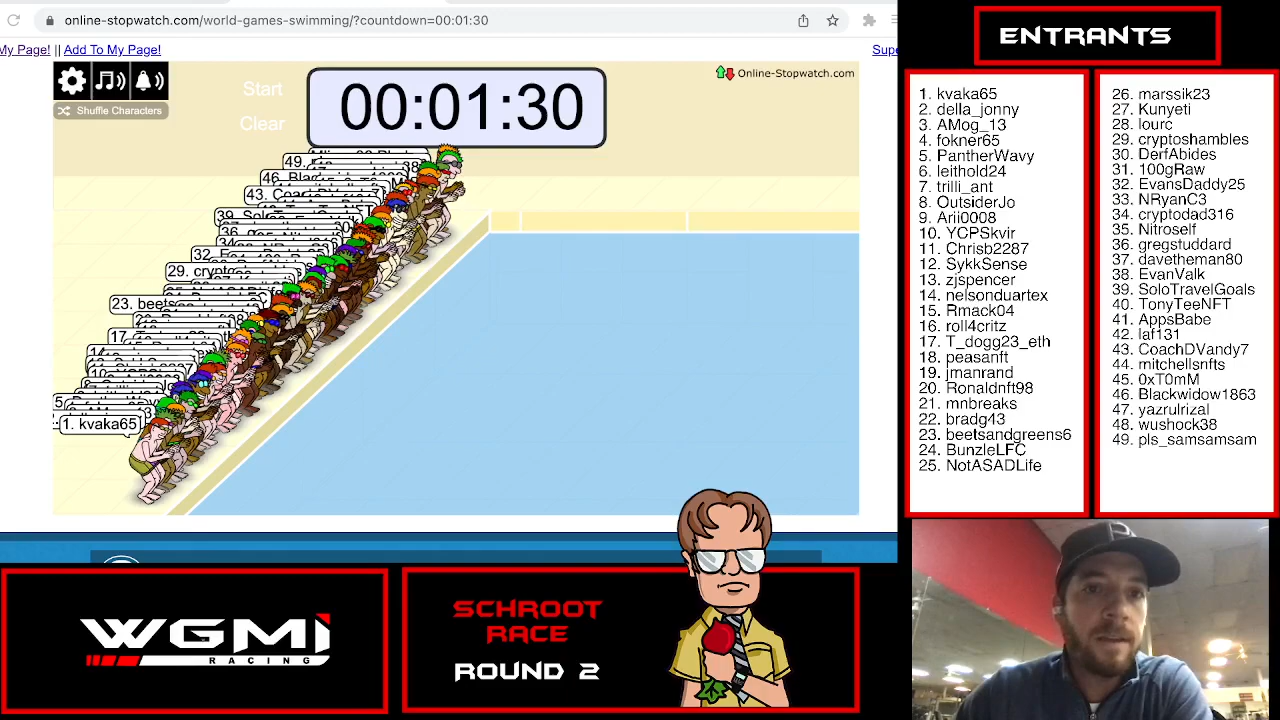 online-stopwatch.com/world-games-swimming/?countdown=00:01:30
My Page! || Add To My Page!
Start
Clear
00:01:30
Online-Stopwatch.com
Shuffle Characters
49.
46. Bla
43. Coach
39. Solo
36.
32. E
29. crypto
23. beets
17. T
1. kvaka65
WGMI
RACING
SCHROOT
RACE
ROUND 2
ENTRANTS
1. kvaka65
2. della_jonny
3. AMog_13
4. fokner65
5. PantherWavy
6. leithold24
7. trilli_ant
8. OutsiderJo
9. Arii0008
10. YCPSkvir
11. Chrisb2287
12. SykkSense
13. zjspencer
14. nelsonduartex
15. Rmack04
16. roll4critz
17. T_dogg23_eth
18. peasanft
19. jmanrand
20. Ronaldnft98
21. mnbreaks
22. bradg43
23. beetsandgreens6
24. BunzleLFC
25. NotASADLife
26. marssik23
27. Kunyeti
28. lourc
29. cryptoshambles
30. DerfAbides
31. 100gRaw
32. EvansDaddy25
33. NRyanC3
34. cryptodad316
35. Nitroself
36. gregstuddard
37. davetheman80
38. EvanValk
39. SoloTravelGoals
40. TonyTeeNFT
41. AppsBabe
42. laf131
43. CoachDVandy7
44. mitchellsnfts
45. 0xT0mM
46. Blackwidow1863
47. yazrulrizal
48. wushock38
49. pls_samsamsam